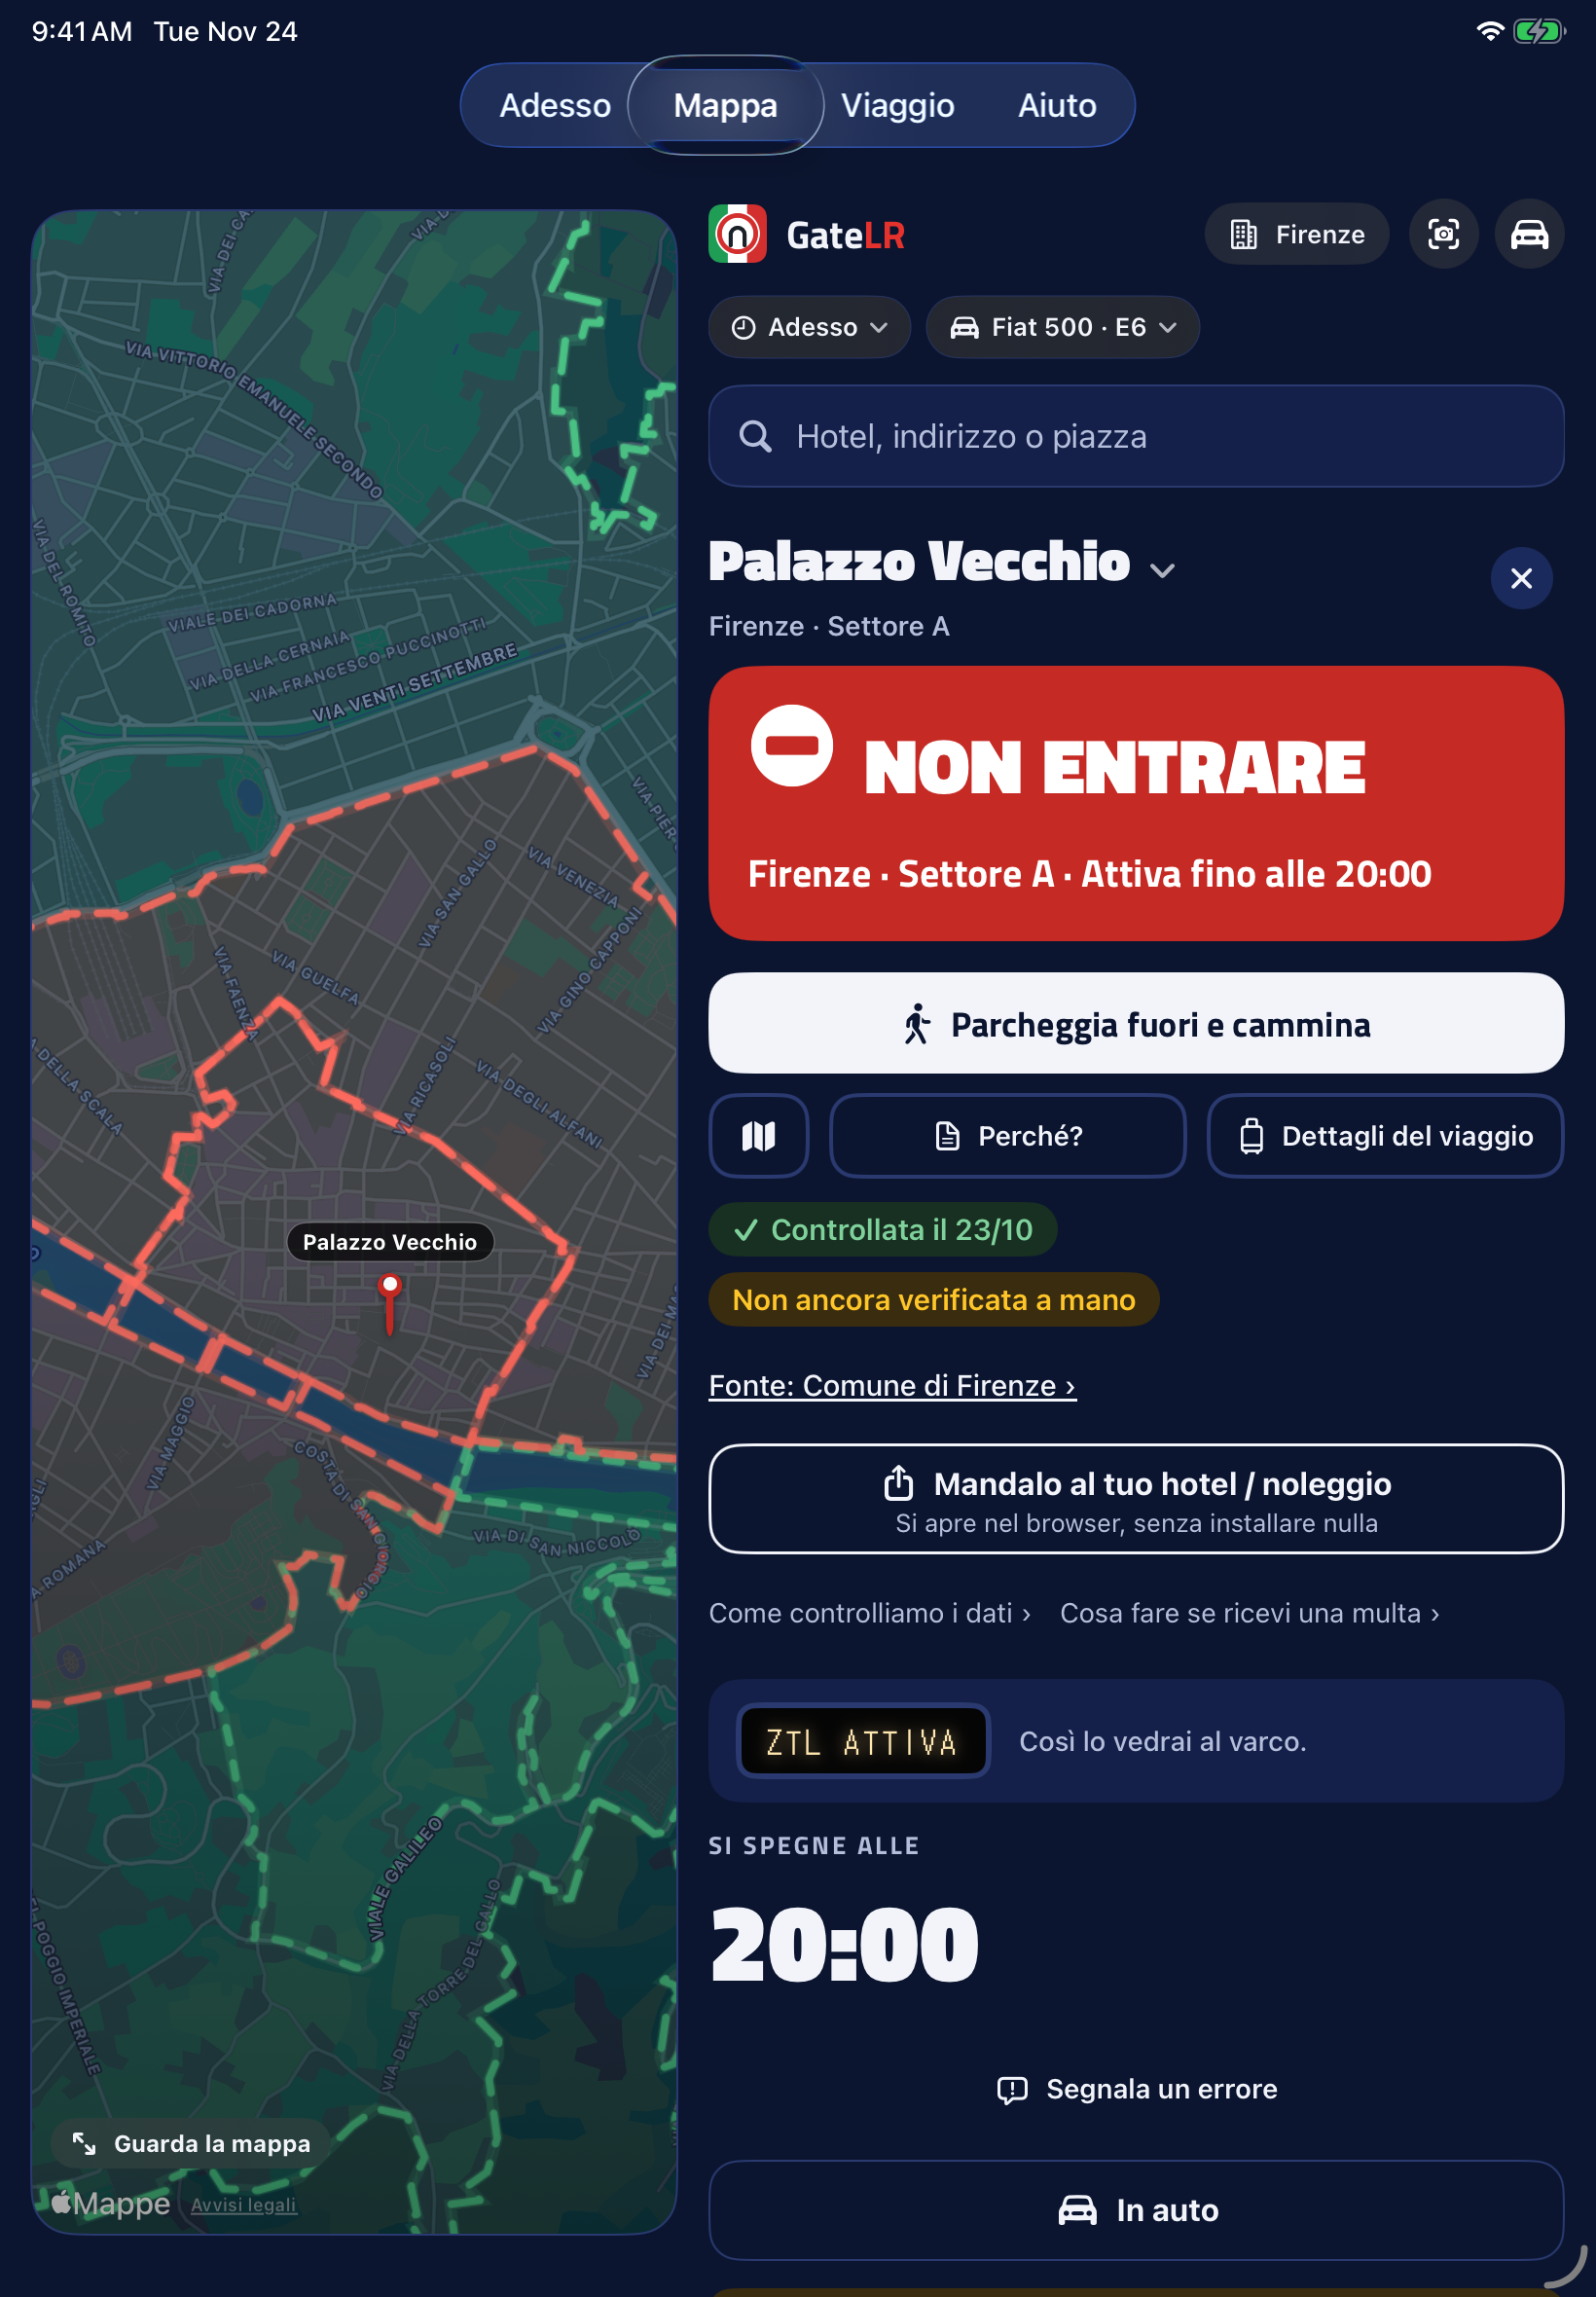 9:41 AM Tue Nov 24
Adesso Mappa Viaggio Aiuto
GateLR
Firenze
Adesso
Fiat 500 · E6
Hotel, indirizzo o piazza
Palazzo Vecchio
Firenze · Settore A
NON ENTRARE
Firenze · Settore A · Attiva fino alle 20:00
Parcheggia fuori e cammina
Perché?
Dettagli del viaggio
Controllata il 23/10
Non ancora verificata a mano
Fonte: Comune di Firenze ›
Mandalo al tuo hotel / noleggio
Si apre nel browser, senza installare nulla
Come controlliamo i dati › Cosa fare se ricevi una multa ›
ZTL ATTIVA
Così lo vedrai al varco.
SI SPEGNE ALLE
20:00
Segnala un errore
In auto
VIA VITTORIO EMANUELE SECONDO
VIA DEL ROMITO
VIALE DEI CADORNA
VIA DELLA CERNAIA
VIA FRANCESCO PUCCINOTTI
VIA VENTI SETTEMBRE
VIA SAN GALLO
VIA VENEZIA
VIA GINO CAPPONI
VIA FAENZA
VIA GUELFA
DELLA SCALA
VIA RICASOLI
VIA DEGLI ALFANI
Palazzo Vecchio
VIA MAGGIO
COSTA DI SAN GIORGIO
VIA DI SAN NICCOLÒ
ROMANA
VIALE GALILEO
VIA DELLA TORRE DEL GALLO
POGGIO IMPERIALE
Guarda la mappa
Mappe Avvisi legali